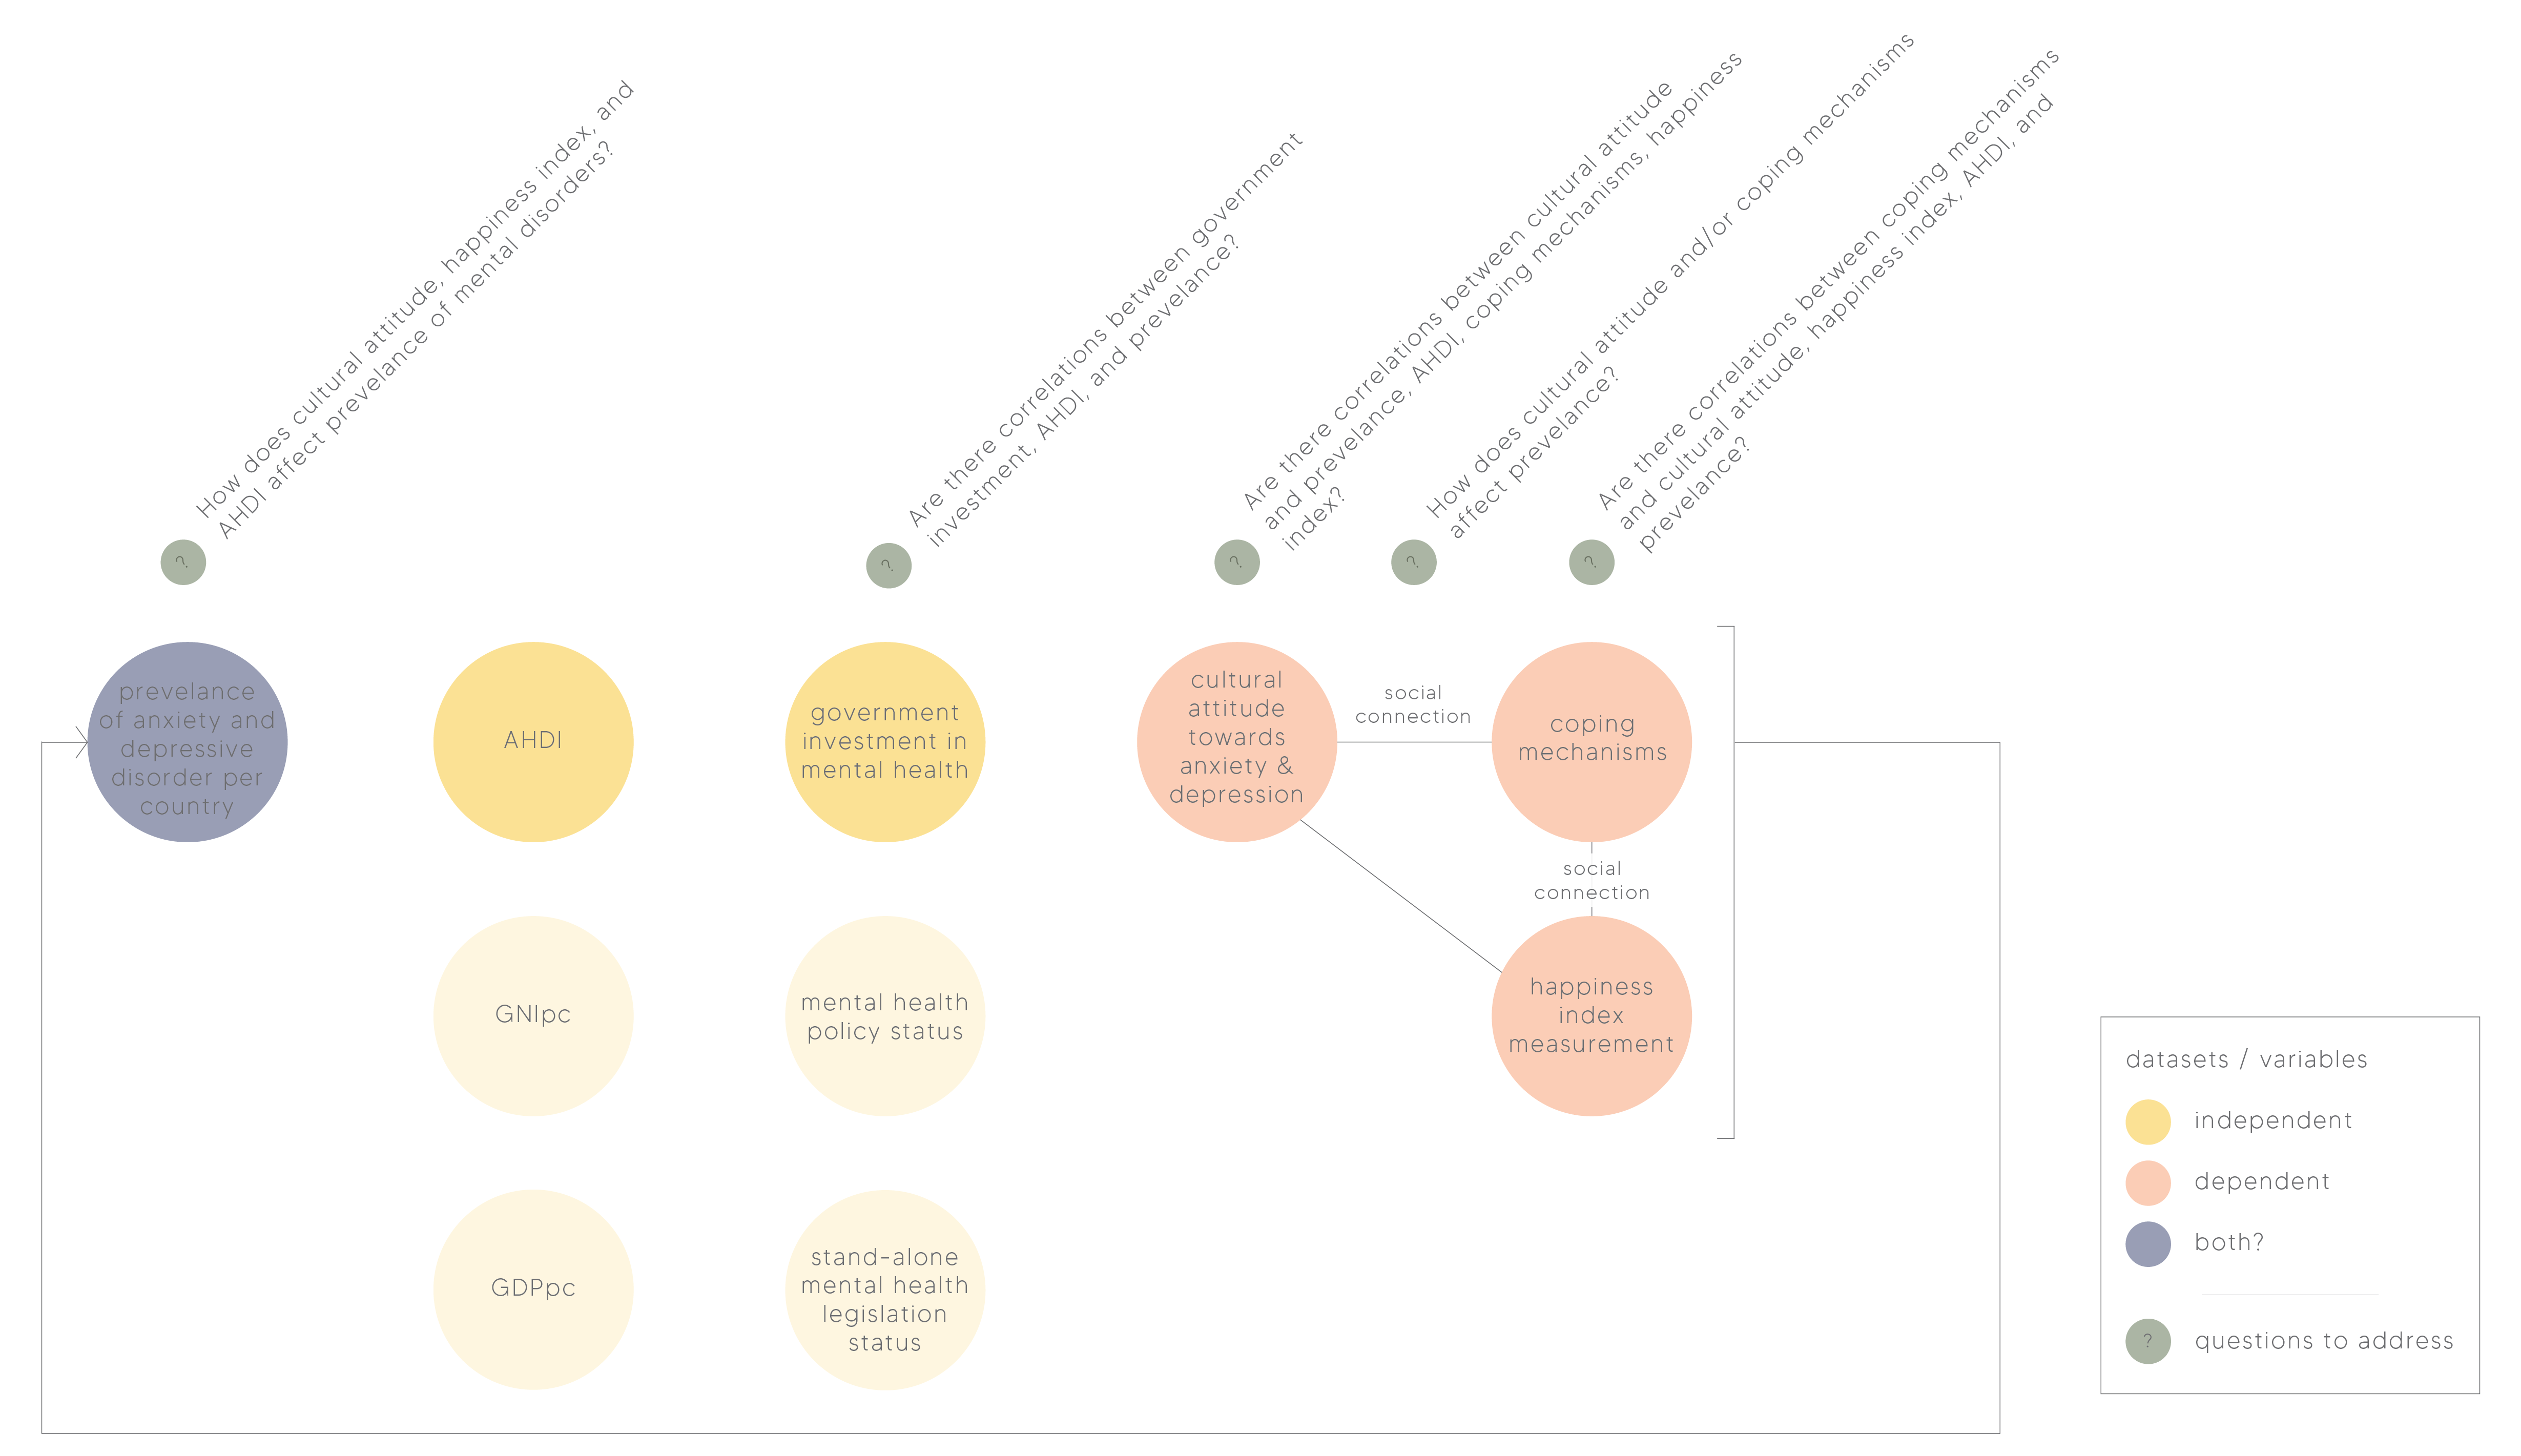 How does cultural attitude, happiness index, and
AHDI affect prevelance of mental disorders?
Are there correlations between government
investment, AHDI, and prevelance?
Are there correlations between cultural attitude
and prevelance, AHDI, coping mechanisms, happiness
index?
How does cultural attitude and/or coping mechanisms
affect prevelance?
Are there correlations between coping mechanisms
and cultural attitude, happiness index, AHDI, and
prevelance?
?
?
?
?
?
prevelance
of anxiety and
depressive
disorder per
country
AHDI
government
investment in
mental health
cultural
attitude
towards
anxiety &
depression
social
connection
coping
mechanisms
social
connection
GNIpc
mental health
policy status
happiness
index
measurement
GDPpc
stand-alone
mental health
legislation
status
datasets / variables
independent
dependent
both?
? questions to address